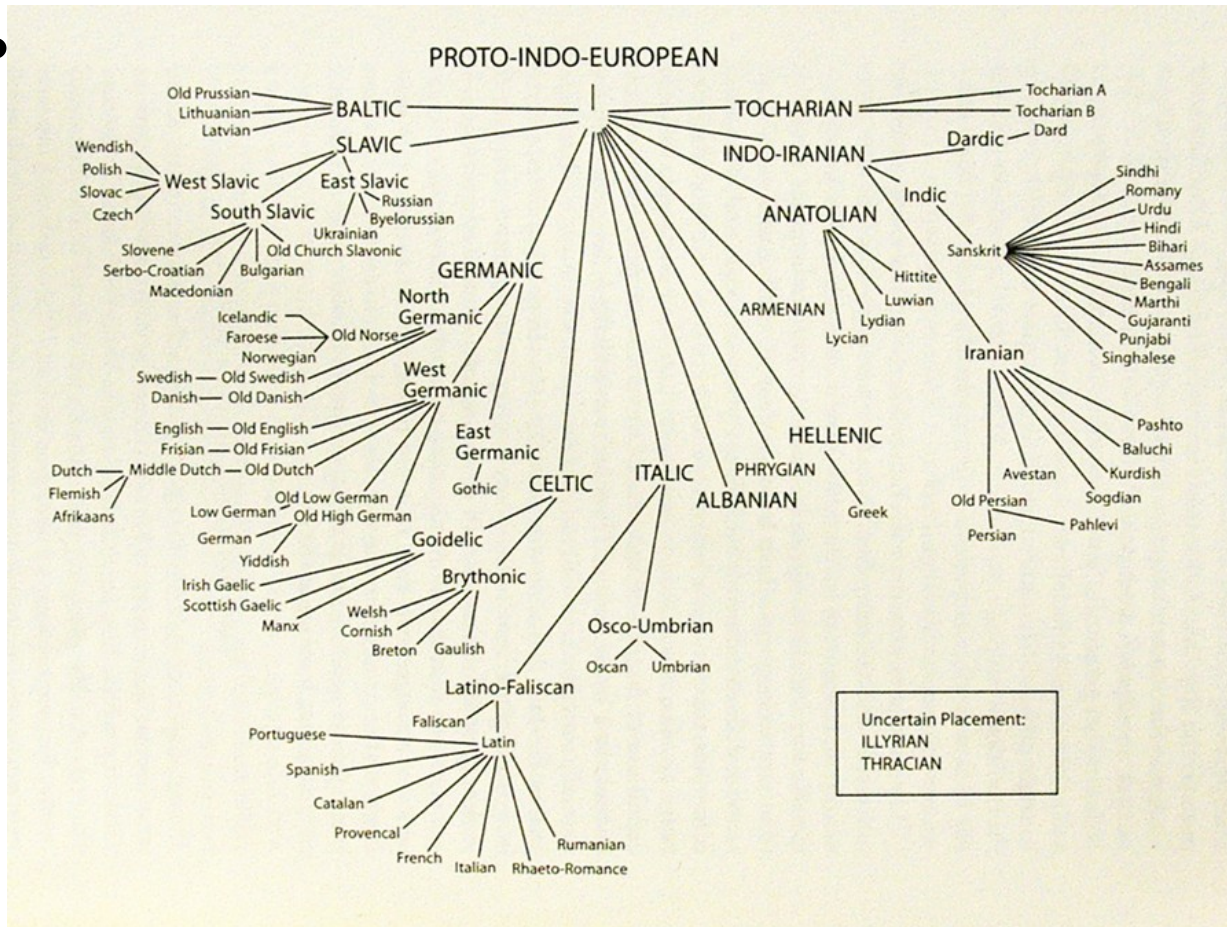 PROTO-INDO-EUROPEAN
Old Prussian
Lithuanian
Latvian
BALTIC
TOCHARIAN
Tocharian A
Tocharian B
SLAVIC
Wendish
Polish
Slovac
Czech
West Slavic
East Slavic
Russian
Byelorussian
Ukrainian
South Slavic
Old Church Slavonic
Slovene
Serbo-Croatian
Bulgarian
Macedonian
INDO-IRANIAN
Dardic
Dard
Indic
Sanskrit
Sindhi
Romany
Urdu
Hindi
Bihari
Assames
Bengali
Marthi
Gujaranti
Punjabi
Singhalese
Iranian
Pashto
Baluchi
Kurdish
Sogdian
Avestan
Old Persian
Pahlevi
Persian
ANATOLIAN
Hittite
Luwian
Lydian
Lycian
ARMENIAN
GERMANIC
North
Germanic
Icelandic
Faroese
Norwegian
Old Norse
Swedish
Old Swedish
Danish
Old Danish
West
Germanic
English
Old English
Frisian
Old Frisian
Dutch
Middle Dutch
Old Dutch
Flemish
Afrikaans
Old Low German
Low German
Old High German
German
Yiddish
East
Germanic
Gothic
CELTIC
Goidelic
Irish Gaelic
Scottish Gaelic
Manx
Brythonic
Welsh
Cornish
Breton
Gaulish
ITALIC
Osco-Umbrian
Oscan
Umbrian
Latino-Faliscan
Faliscan
Latin
Portuguese
Spanish
Catalan
Provencal
French
Italian
Rhaeto-Romance
Rumanian
ALBANIAN
PHRYGIAN
HELLENIC
Greek
Uncertain Placement:
ILLYRIAN
THRACIAN